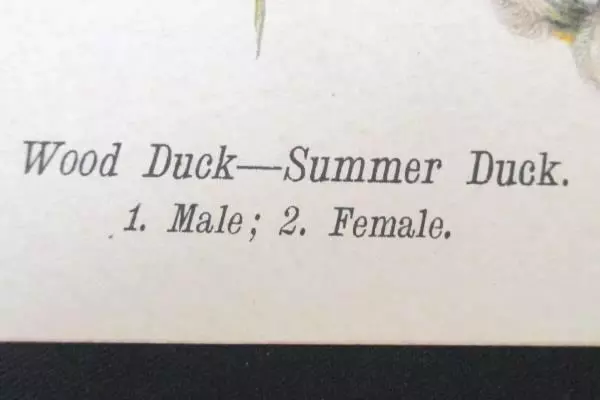 Wood Duck—Summer Duck.
1. Male; 2. Female.